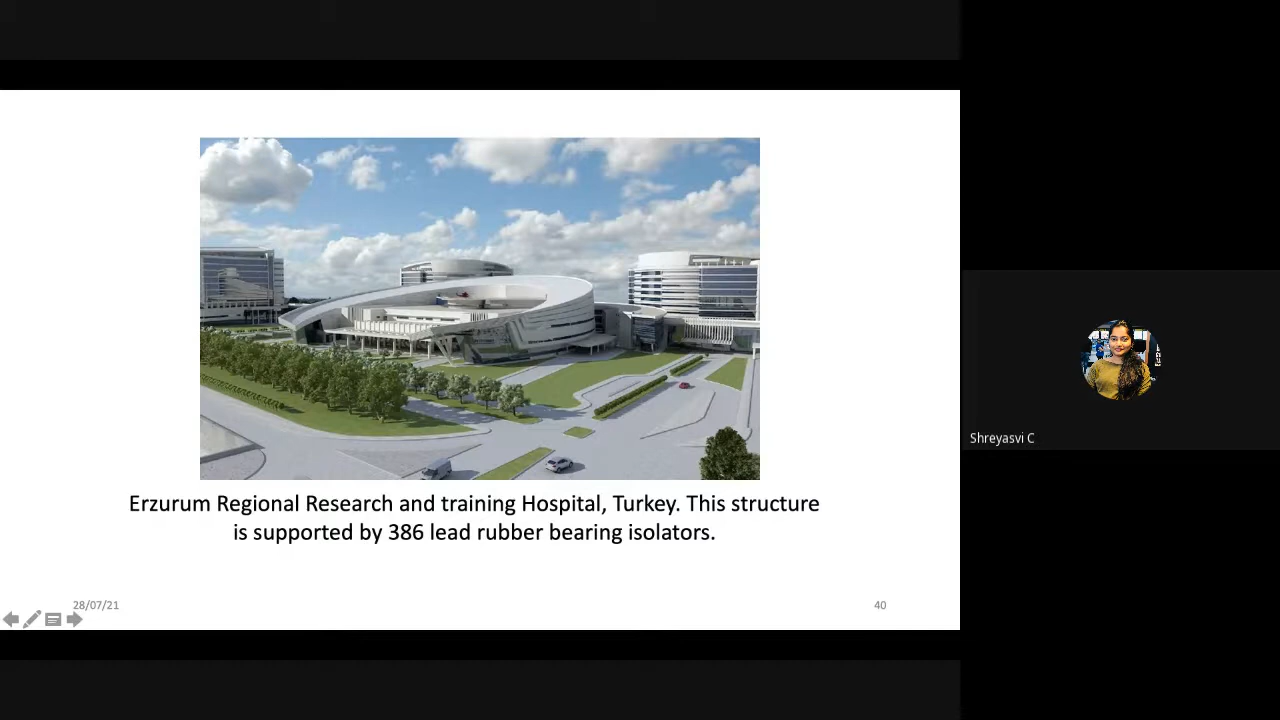 Erzurum Regional Research and training Hospital, Turkey. This structure
is supported by 386 lead rubber bearing isolators.
28/07/21
40
Shreyasvi C